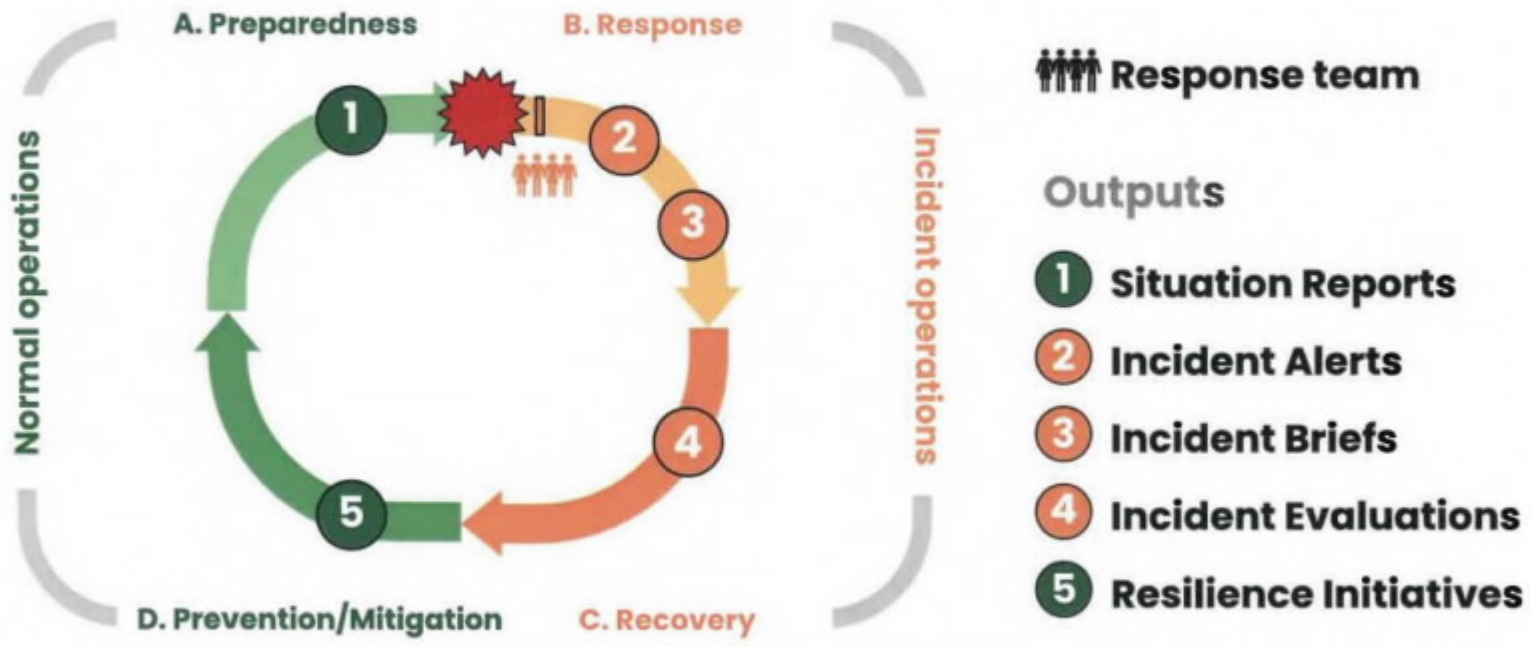 A. Preparedness
B. Response
Normal operations
Incident operations
1
2
3
4
5
D. Prevention/Mitigation
C. Recovery
Response team
Outputs
1 Situation Reports
2 Incident Alerts
3 Incident Briefs
4 Incident Evaluations
5 Resilience Initiatives